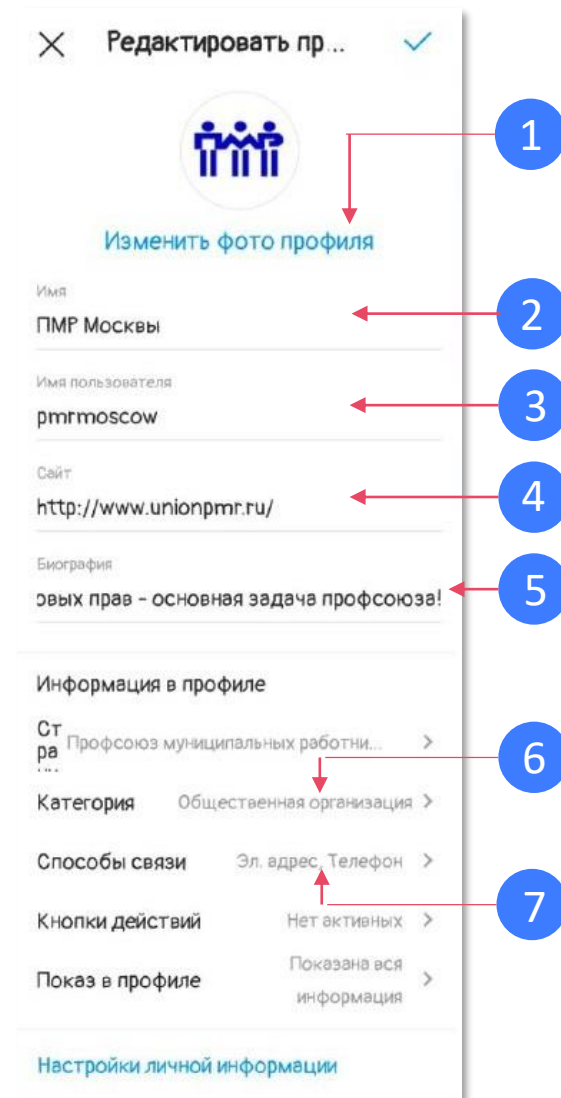 Редактировать пр...
1
Изменить фото профиля
Имя
ПМР Москвы
2
Имя пользователя
pmrmoscow
3
Сайт
http://www.unionpmr.ru/
4
Биография
овых прав - основная задача профсоюза!
5
Информация в профиле
Ст
ра
Профсоюз муниципальных работни...
6
Категория Общественная организация
Способы связи Эл. адрес, Телефон
7
Кнопки действий Нет активных
Показ в профиле Показана вся
информация
Настройки личной информации